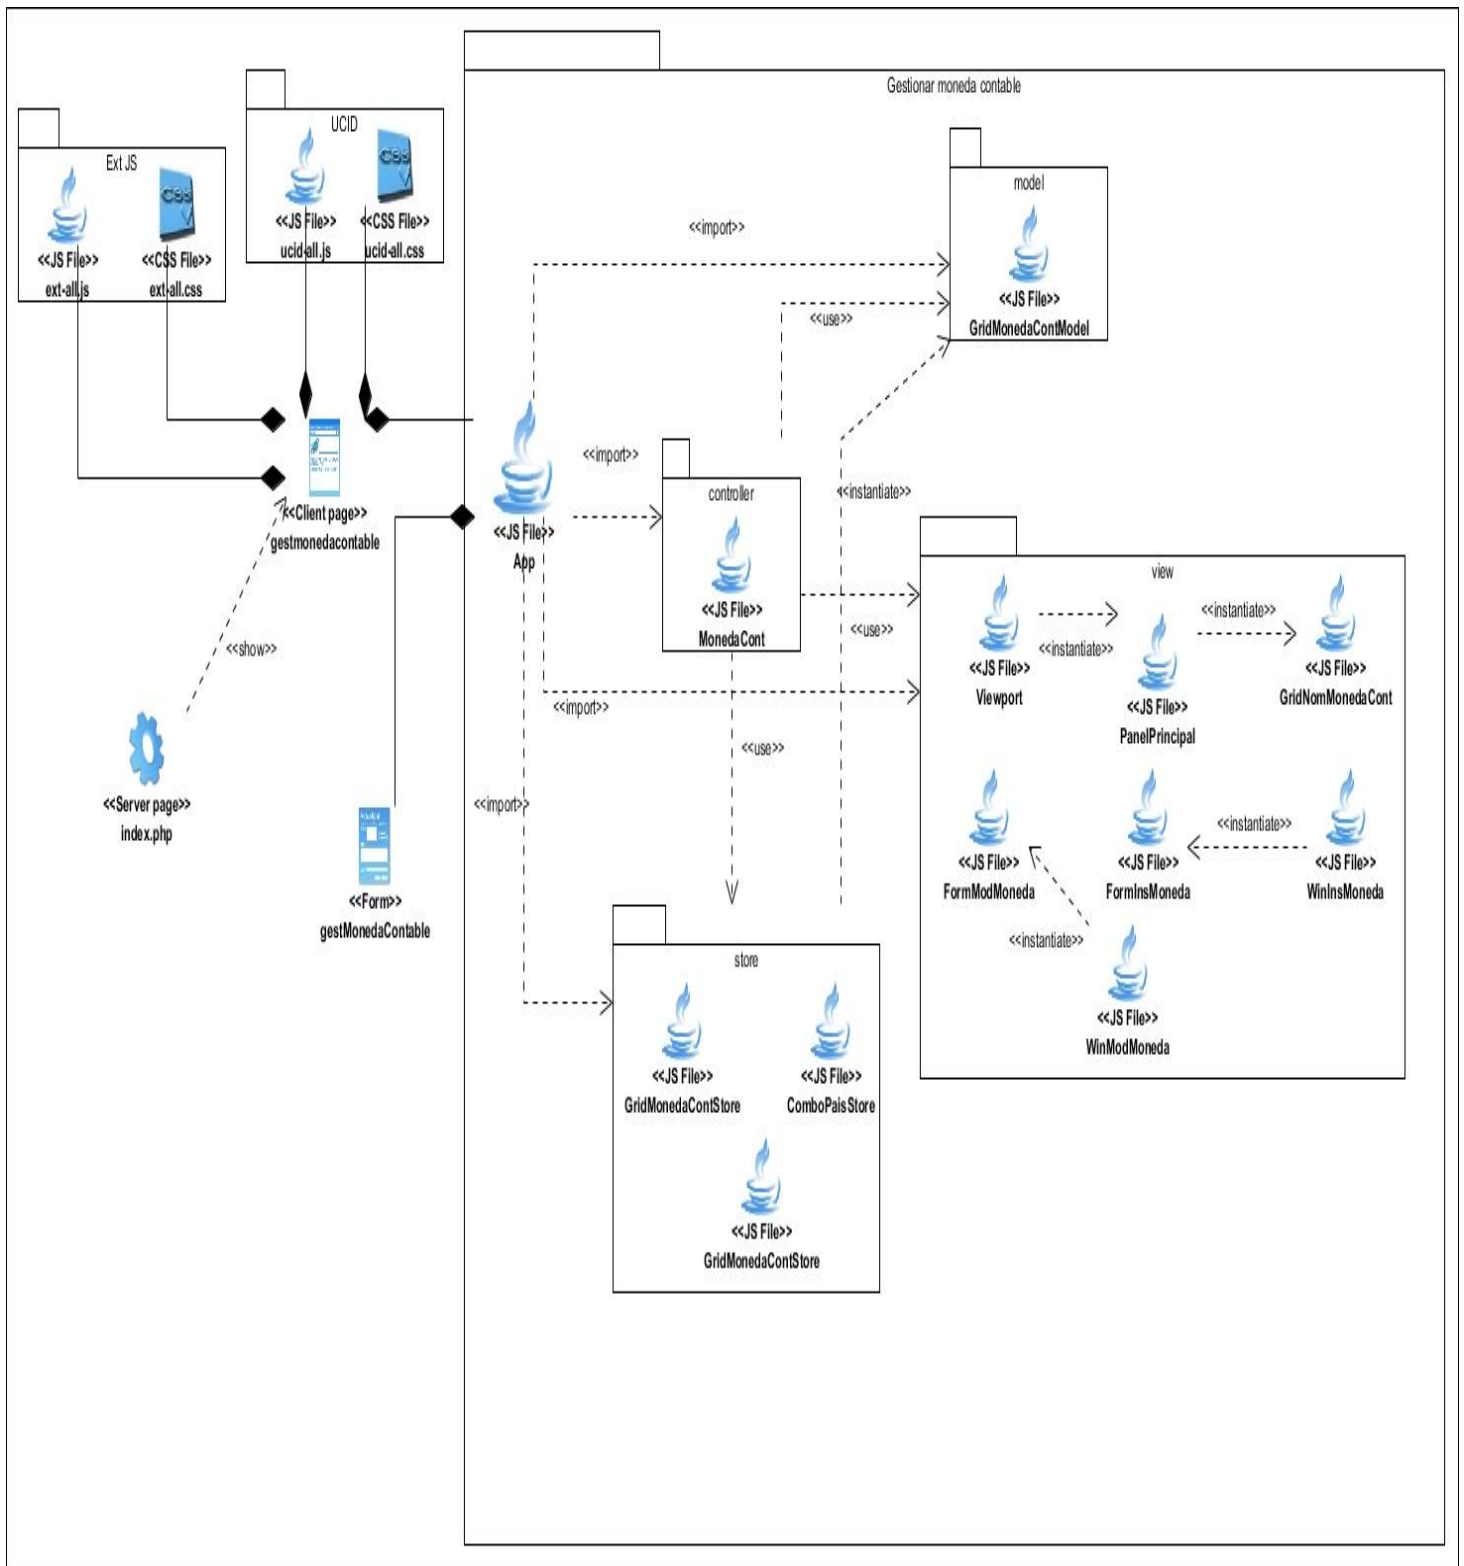 Gestionar moneda contable
UCID
<<JS File>>
ucid-all.js
<<CSS File>>
ucid-all.css
Ext JS
<<JS File>>
ext-all.js
<<CSS File>>
ext-all.css
model
<<JS File>>
GridMonedaContModel
<<import>>
<<use>>
<<import>>
<<instantiate>>
<<Client page>>
gestmonedacontable
<<JS File>>
App
controller
<<JS File>>
MonedaCont
<<use>>
<<show>>
<<import>>
<<use>>
<<import>>
view
<<JS File>>
Viewport
<<instantiate>>
<<JS File>>
PanelPrincipal
<<instantiate>>
<<JS File>>
GridNomMonedaCont
<<JS File>>
FormModMoneda
<<JS File>>
FormInsMoneda
<<instantiate>>
<<JS File>>
WinInsMoneda
<<instantiate>>
<<JS File>>
WinModMoneda
<<Server page>>
index.php
<<Form>>
gestMonedaContable
store
<<JS File>>
GridMonedaContStore
<<JS File>>
ComboPaisStore
<<JS File>>
GridMonedaContStore
CSS
CSS